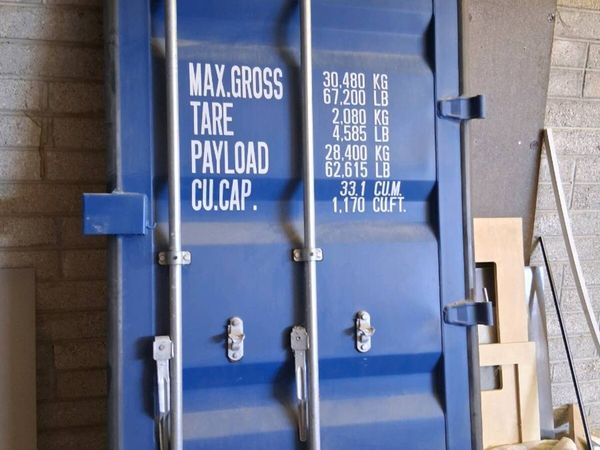 MAX.GROSS 30,480 KG
67,200 LB
TARE 2,080 KG
4,585 LB
PAYLOAD 28,400 KG
62,615 LB
CU.CAP. 33.1 CU.M.
1,170 CU.FT.